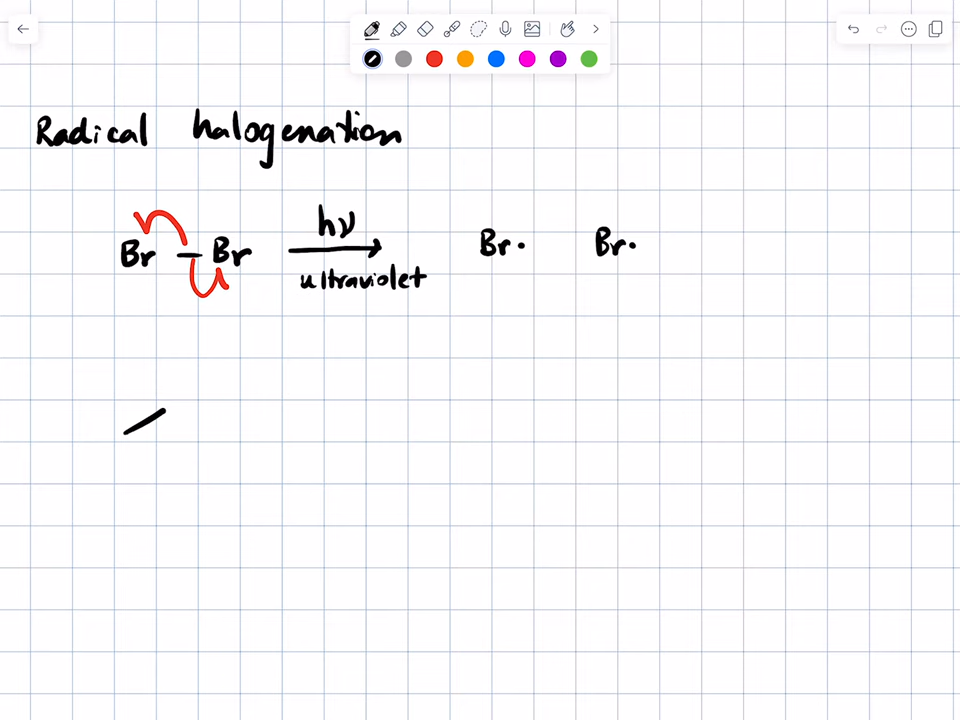 Radical halogenation
Br - Br hν Br· Br·
ultraviolet